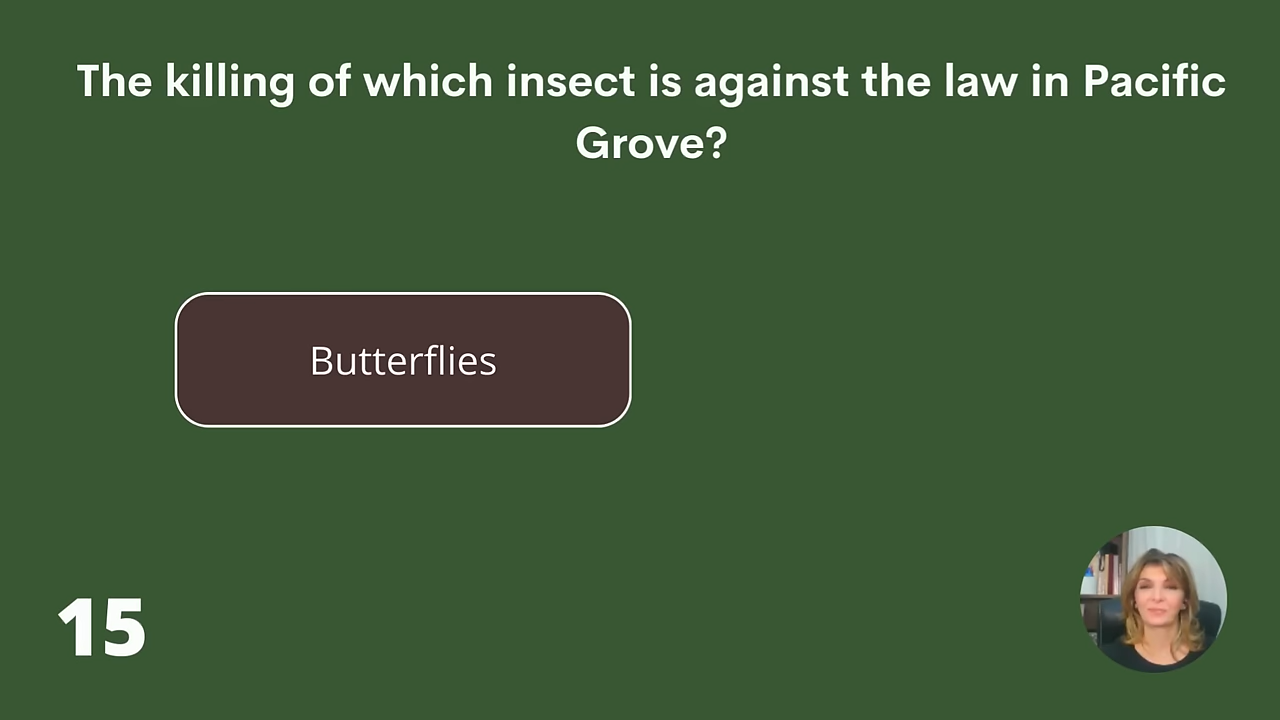 The killing of which insect is against the law in Pacific
Grove?
Butterflies
15